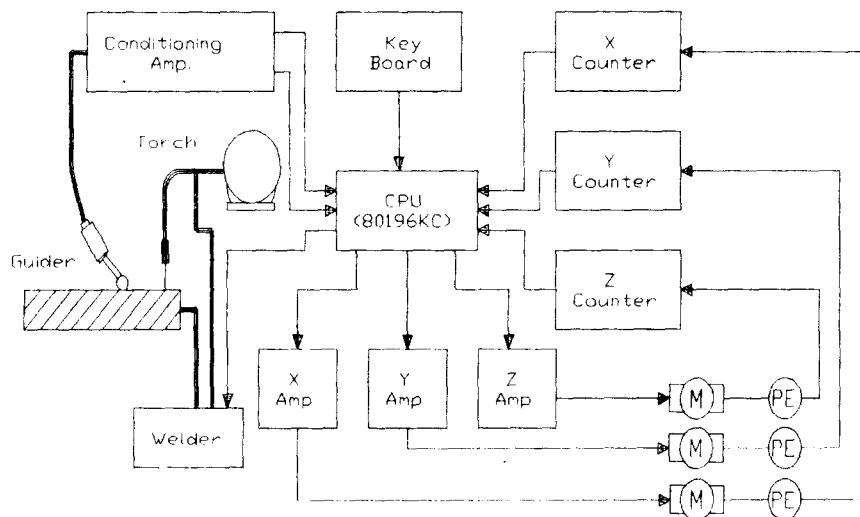 Conditioning
Amp.
Key
Board
X
Counter
Torch
Y
Counter
CPU
(80196KC)
Guider
Z
Counter
X
Amp
Y
Amp
Z
Amp
M
PE
Welder
M
PE
M
PE